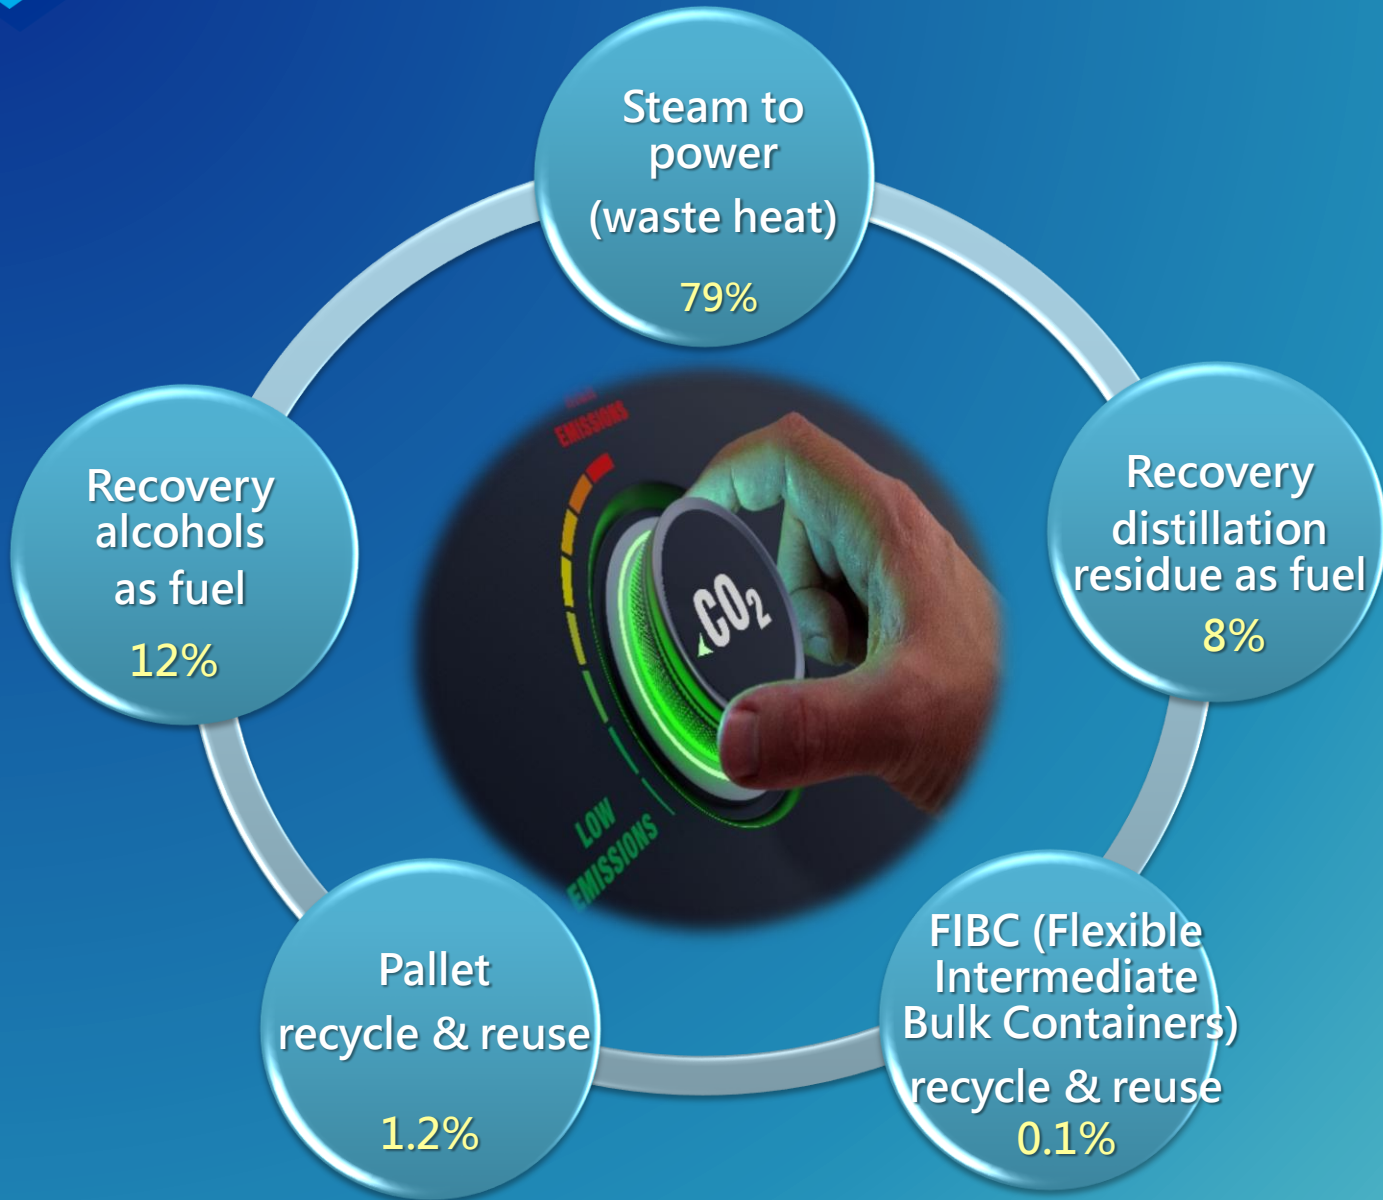 Steam to
power
(waste heat)
79%
Recovery
distillation
residue as fuel
8%
FIBC (Flexible
Intermediate
Bulk Containers)
recycle & reuse
0.1%
Pallet
recycle & reuse
1.2%
Recovery
alcohols
as fuel
12%
EMISSIONS
CO₂
LOW
EMISSIONS